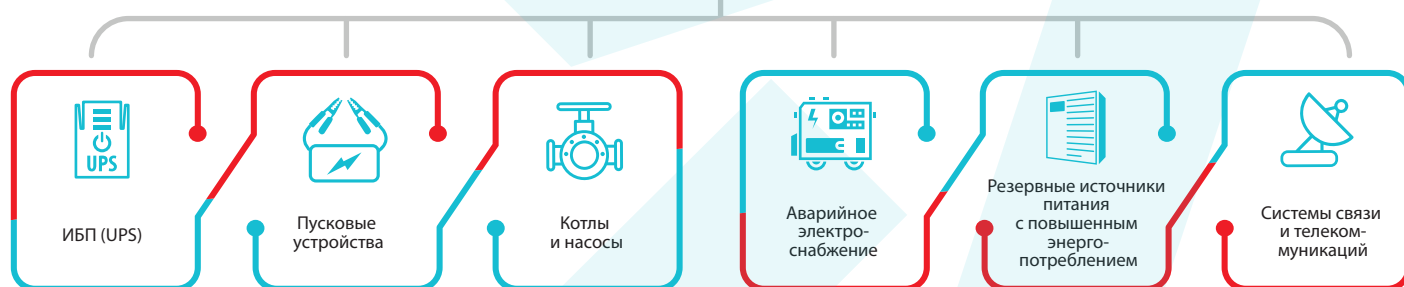 UPS
ИБП (UPS)
Пусковые
устройства
Котлы
и насосы
Аварийное
электро-
снабжение
Резервные источники
питания
с повышенным
энерго-
потреблением
Системы связи
и телеком-
муникаций